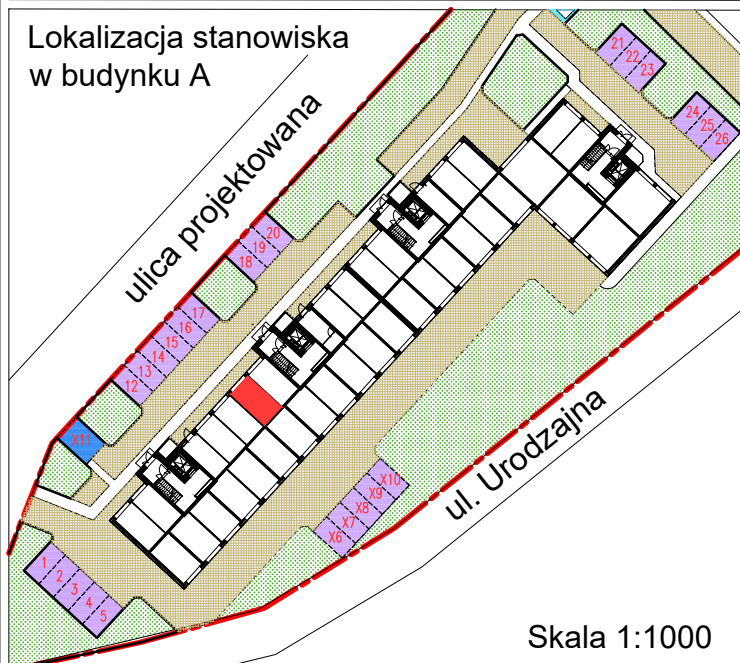 Lokalizacja stanowiska
w budynku A
ulica projektowana
21
22
23
24
25
26
20
19
18
17
16
15
14
13
12
X11
X10
X9
X8
X7
X6
ul. Urodzajna
1
2
3
4
5
Skala 1:1000